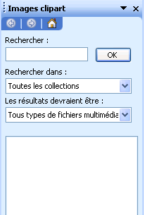 Images clipart
Rechercher :
OK
Rechercher dans :
Toutes les collections
Les résultats devraient être :
Tous types de fichiers multimédia